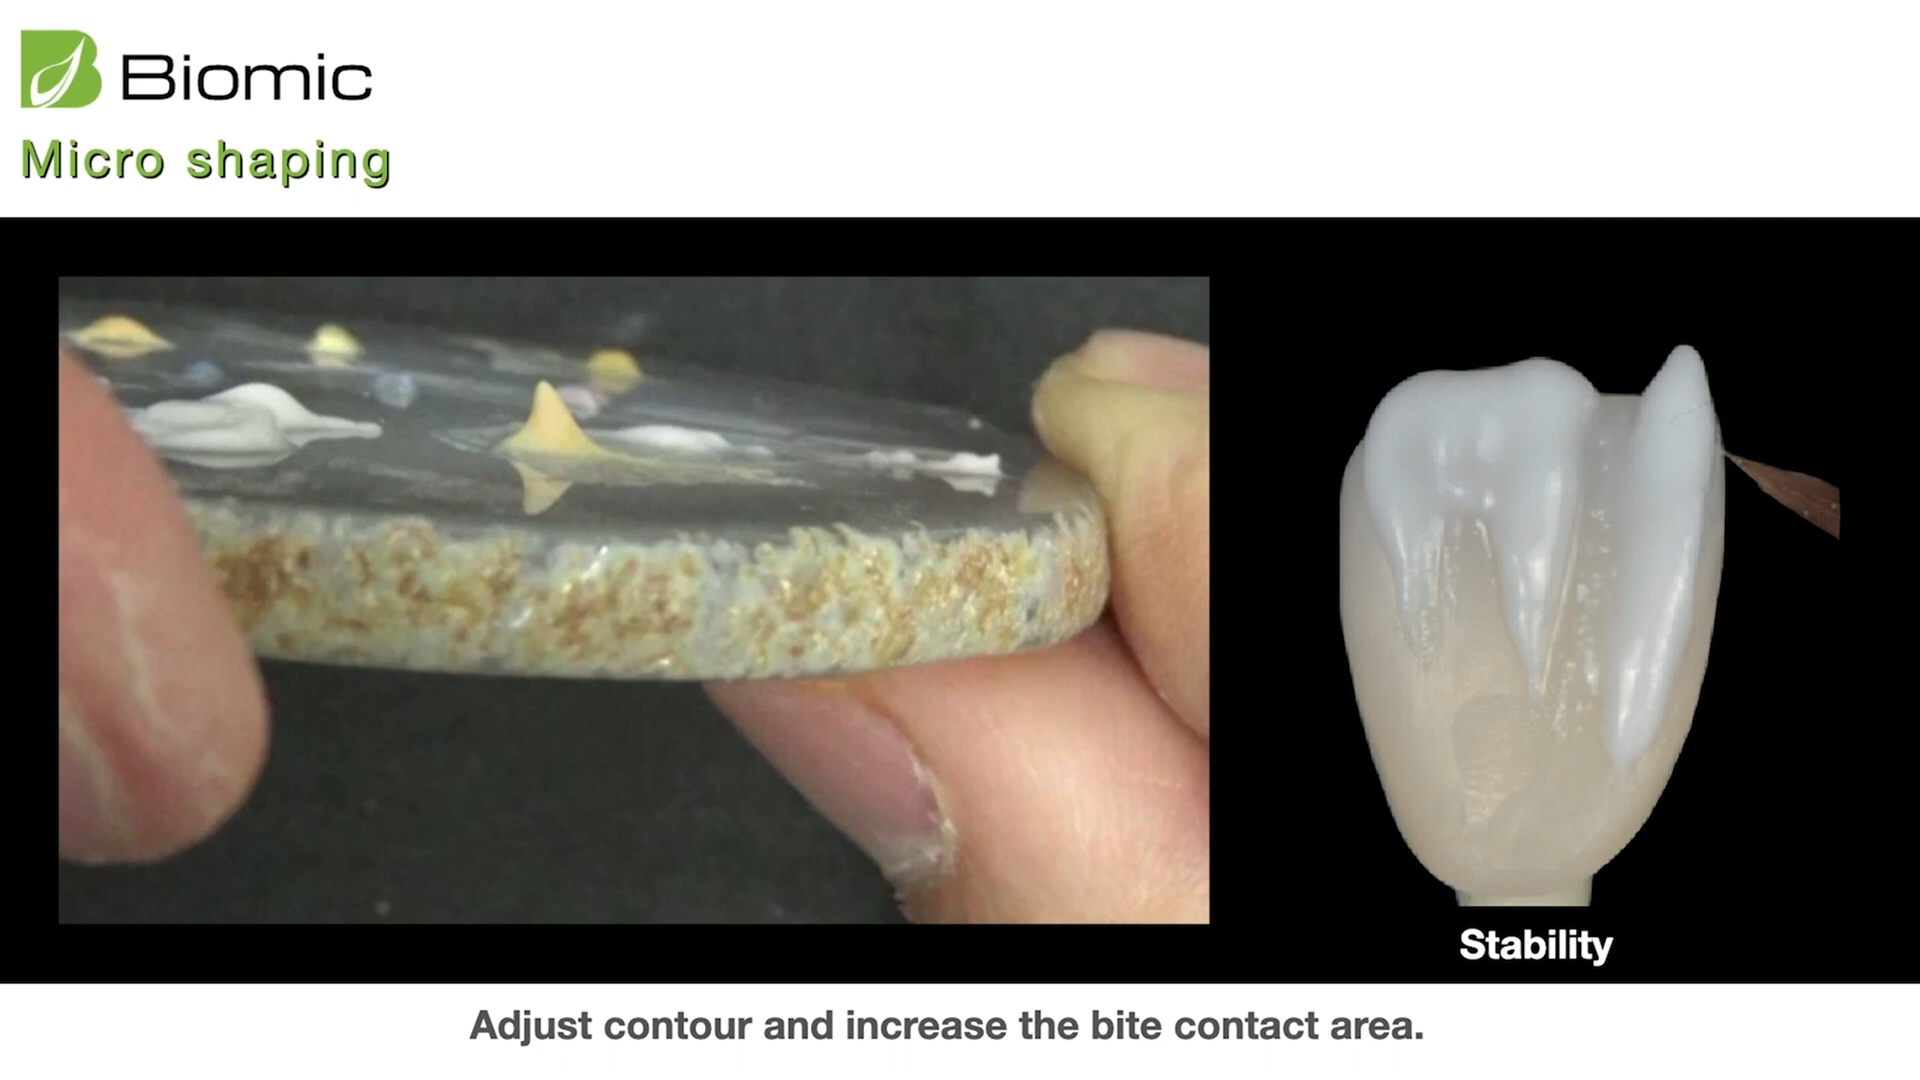 Biomic
Micro shaping
Stability
Adjust contour and increase the bite contact area.